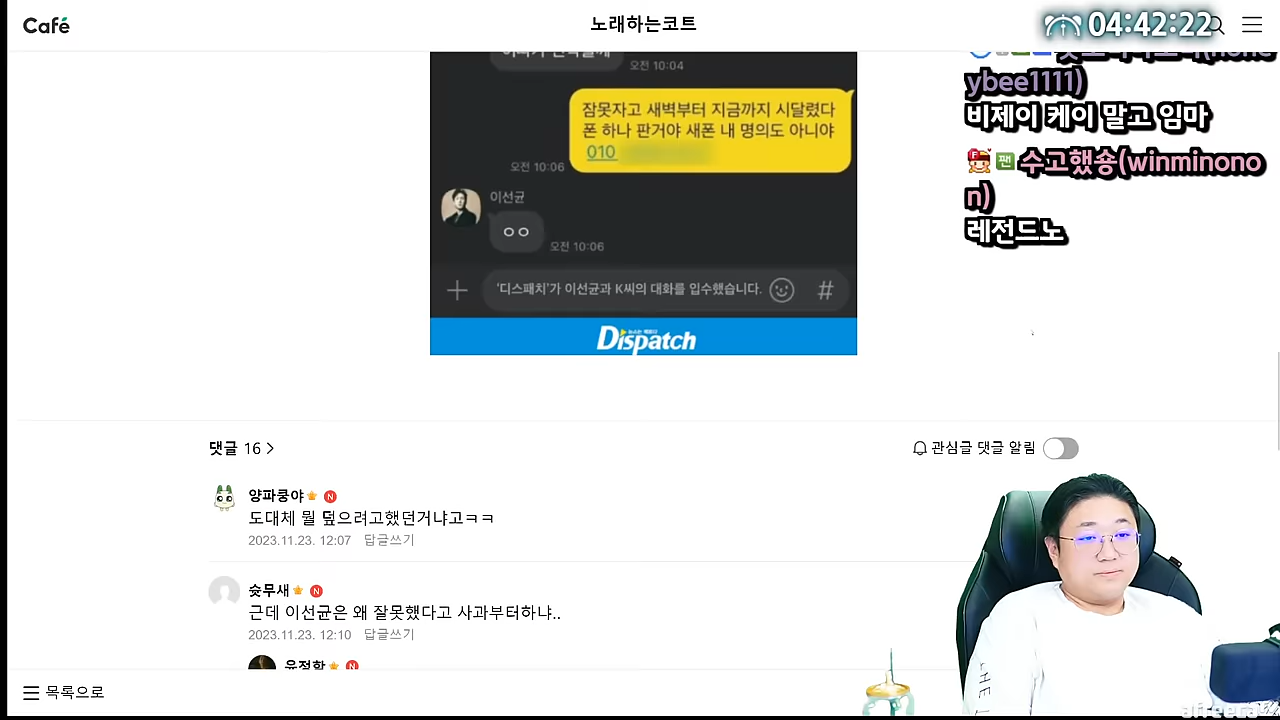 Café
노래하는코트
04:42:22
오전 10:04
잠못자고 새벽부터 지금까지 시달렸다
폰 하나 판거야 새폰 내 명의도 아니야
010
오전 10:06
이선균
ㅇㅇ
오전 10:06
'디스패치'가 이선균과 K씨의 대화를 입수했습니다.
#
Dispatch
ybee1111)
비제이 케이 말고 임마
팬 수고했숑(winminono
n)
레전드노
댓글 16
관심글 댓글 알림
양파쿵야 N
도대체 뭘 덮으려고했던거냐고ㅋㅋ
2023.11.23. 12:07 답글쓰기
슛무새 N
근데 이선균은 왜 잘못했다고 사과부터하냐..
2023.11.23. 12:10 답글쓰기
N
목록으로